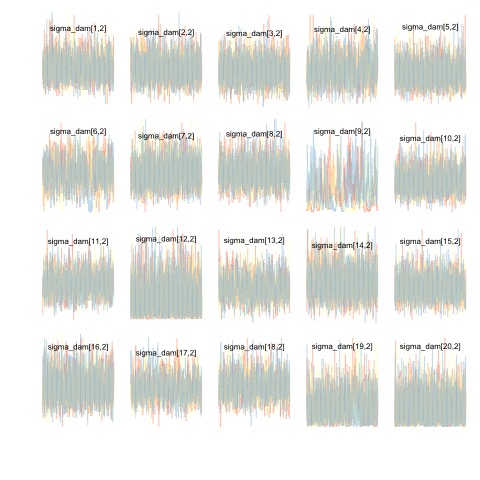 sigma_dam[1,2]
sigma_dam[2,2]
sigma_dam[3,2]
sigma_dam[4,2]
sigma_dam[5,2]
sigma_dam[6,2]
sigma_dam[7,2]
sigma_dam[8,2]
sigma_dam[9,2]
sigma_dam[10,2]
sigma_dam[11,2]
sigma_dam[12,2]
sigma_dam[13,2]
sigma_dam[14,2]
sigma_dam[15,2]
sigma_dam[16,2]
sigma_dam[17,2]
sigma_dam[18,2]
sigma_dam[19,2]
sigma_dam[20,2]